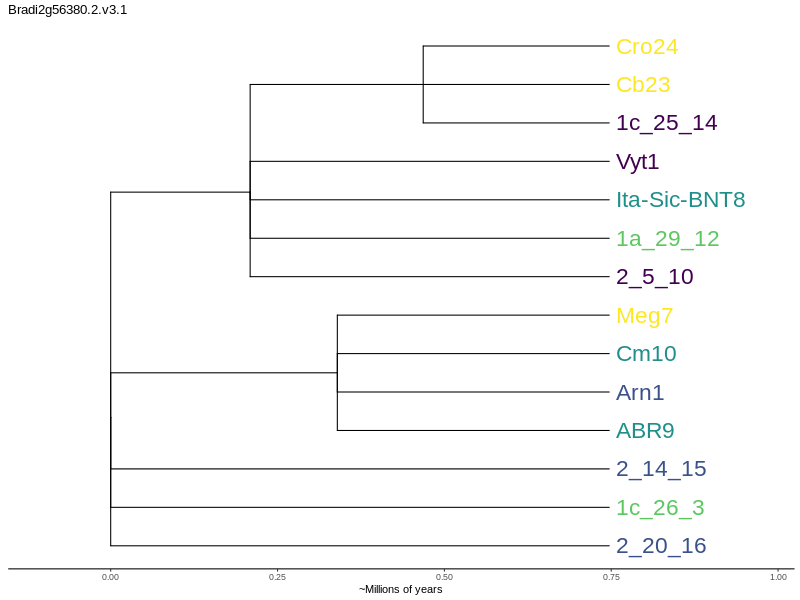 Bradi2g56380.2.v3.1
Cro24
Cb23
1c_25_14
Vyt1
Ita-Sic-BNT8
1a_29_12
2_5_10
Meg7
Cm10
Arn1
ABR9
2_14_15
1c_26_3
2_20_16
0.00 0.25 0.50 0.75 1.00
~Millions of years